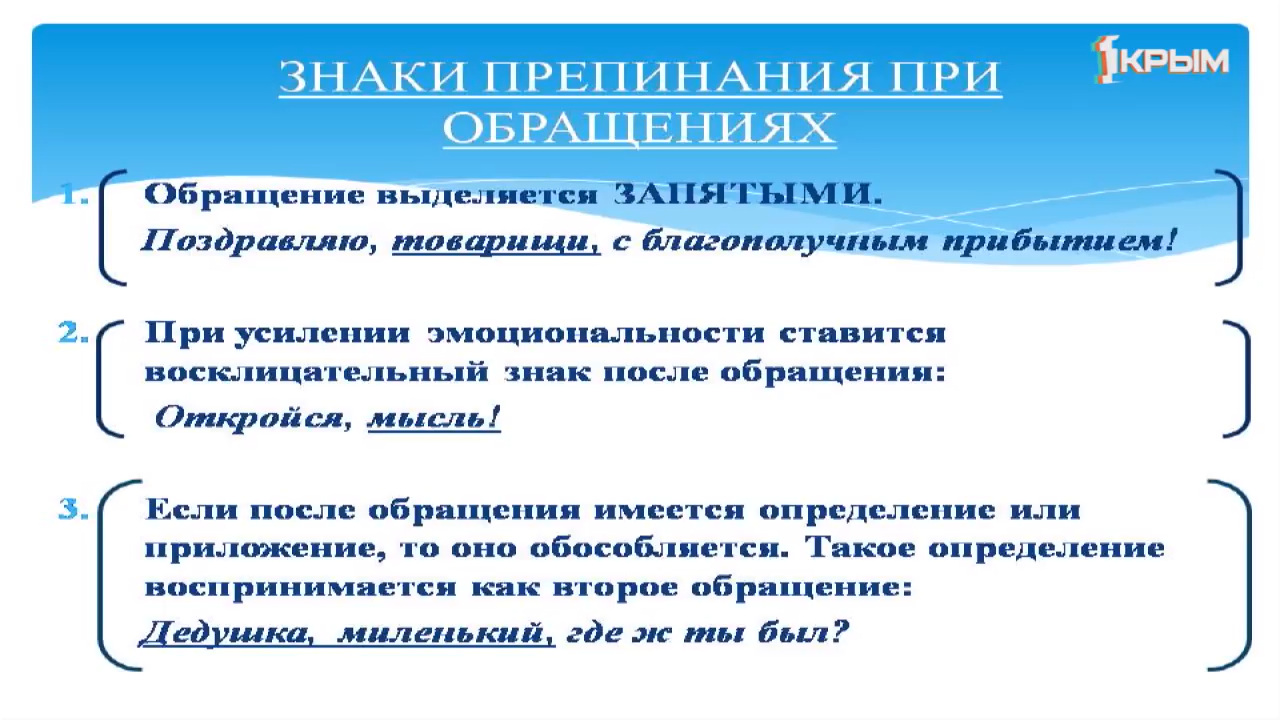 ЗНАКИ ПРЕПИНАНИЯ ПРИ
ОБРАЩЕНИЯХ
1КРЫМ
1. Обращение выделяется ЗАПЯТЫМИ.
Поздравляю, товарищи, с благополучным прибытием!
2. При усилении эмоциональности ставится
восклицательный знак после обращения:
Откройся, мысль!
3. Если после обращения имеется определение или
приложение, то оно обособляется. Такое определение
воспринимается как второе обращение:
Дедушка, миленький, где ж ты был?